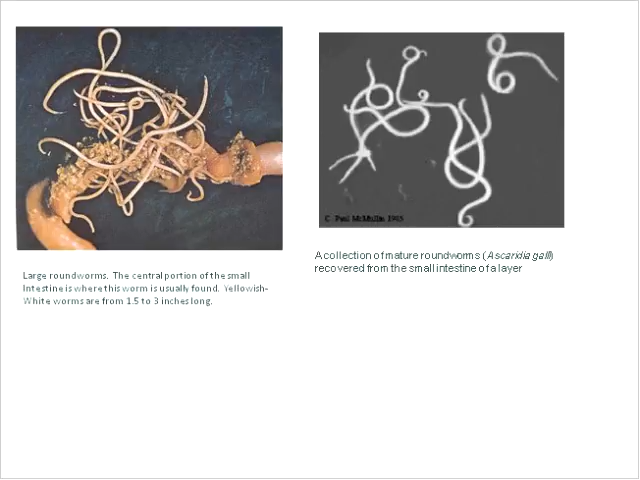 Large roundworms. The central portion of the small
Intestine is where this worm is usually found. Yellowish-
White worms are from 1.5 to 3 inches long.
C. Paul McMullin 1985
A collection of mature roundworms (Ascaridia galli)
recovered from the small intestine of a layer